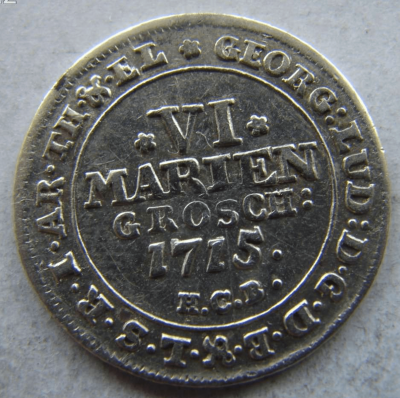 VI
MARIEN
GROSCH:
1715.
H.C.B.
GEORG:LUD:D.G.D.B.&.L.S.R.I.AR.TH.&.EL